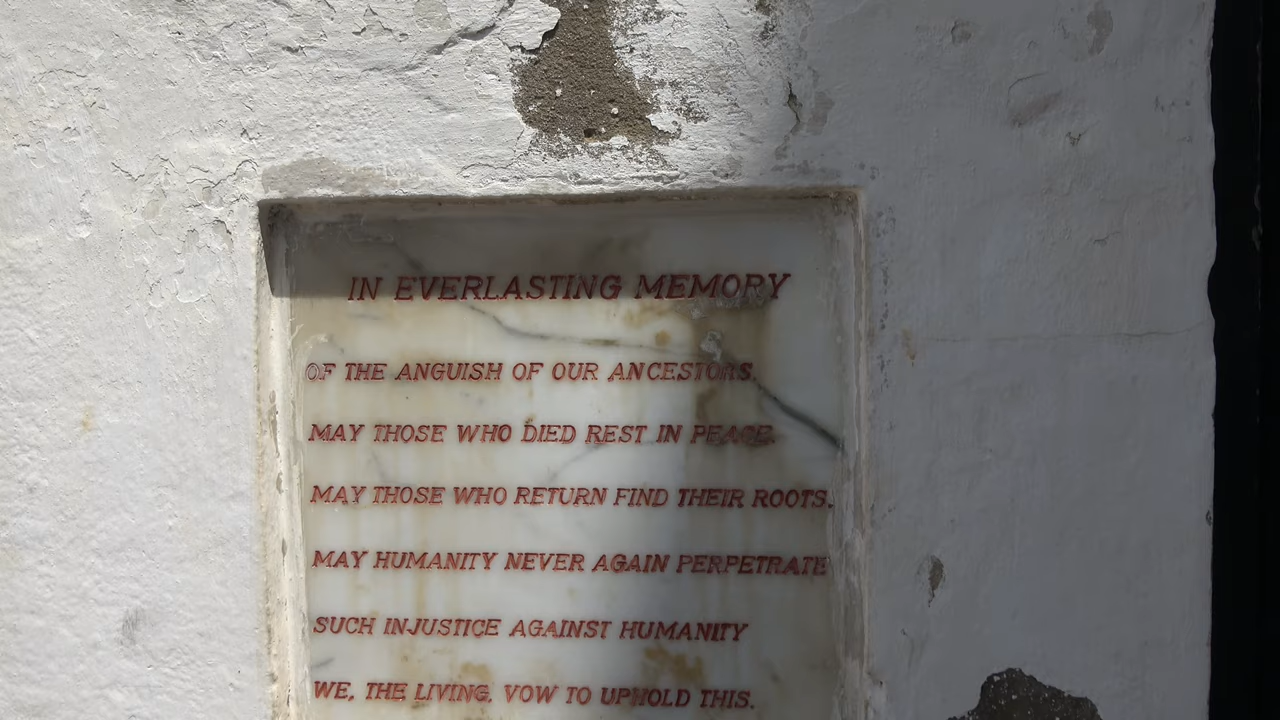 IN EVERLASTING MEMORY
OF THE ANGUISH OF OUR ANCESTORS.
MAY THOSE WHO DIED REST IN PEACE.
MAY THOSE WHO RETURN FIND THEIR ROOTS.
MAY HUMANITY NEVER AGAIN PERPETRATE
SUCH INJUSTICE AGAINST HUMANITY
WE, THE LIVING, VOW TO UPHOLD THIS.